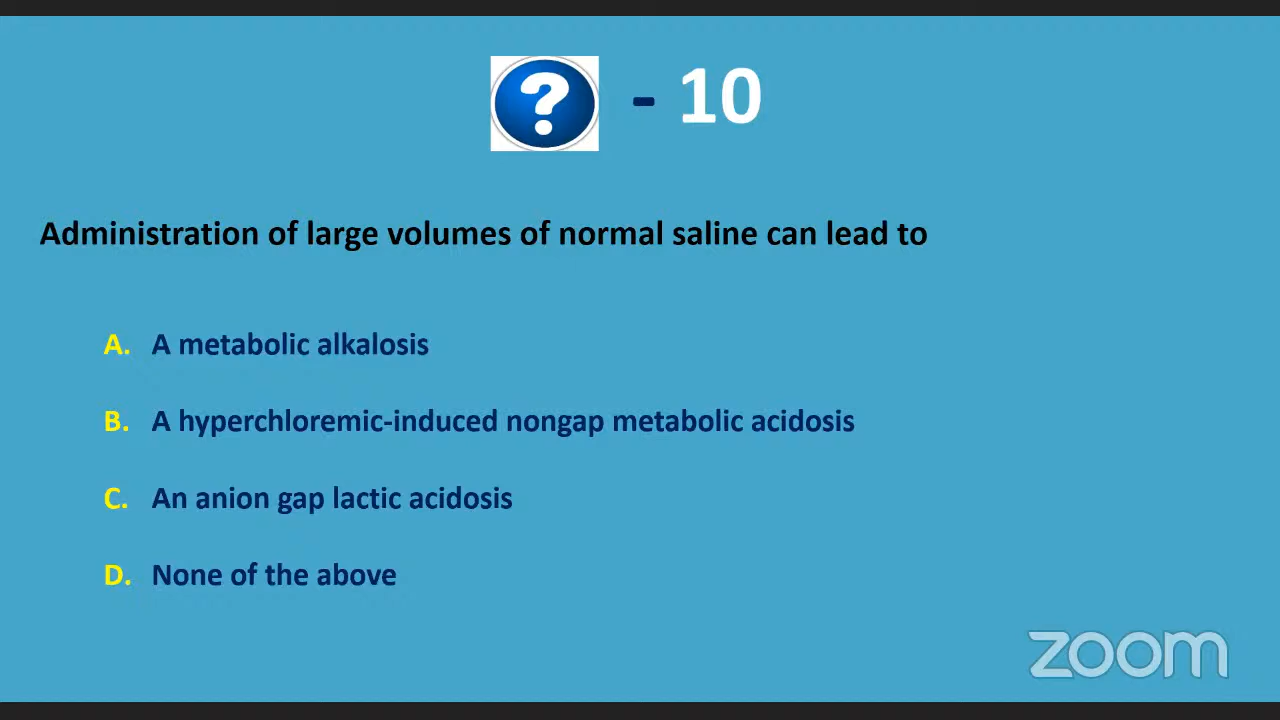 ? - 10
Administration of large volumes of normal saline can lead to
A. A metabolic alkalosis
B. A hyperchloremic-induced nongap metabolic acidosis
C. An anion gap lactic acidosis
D. None of the above
zoom